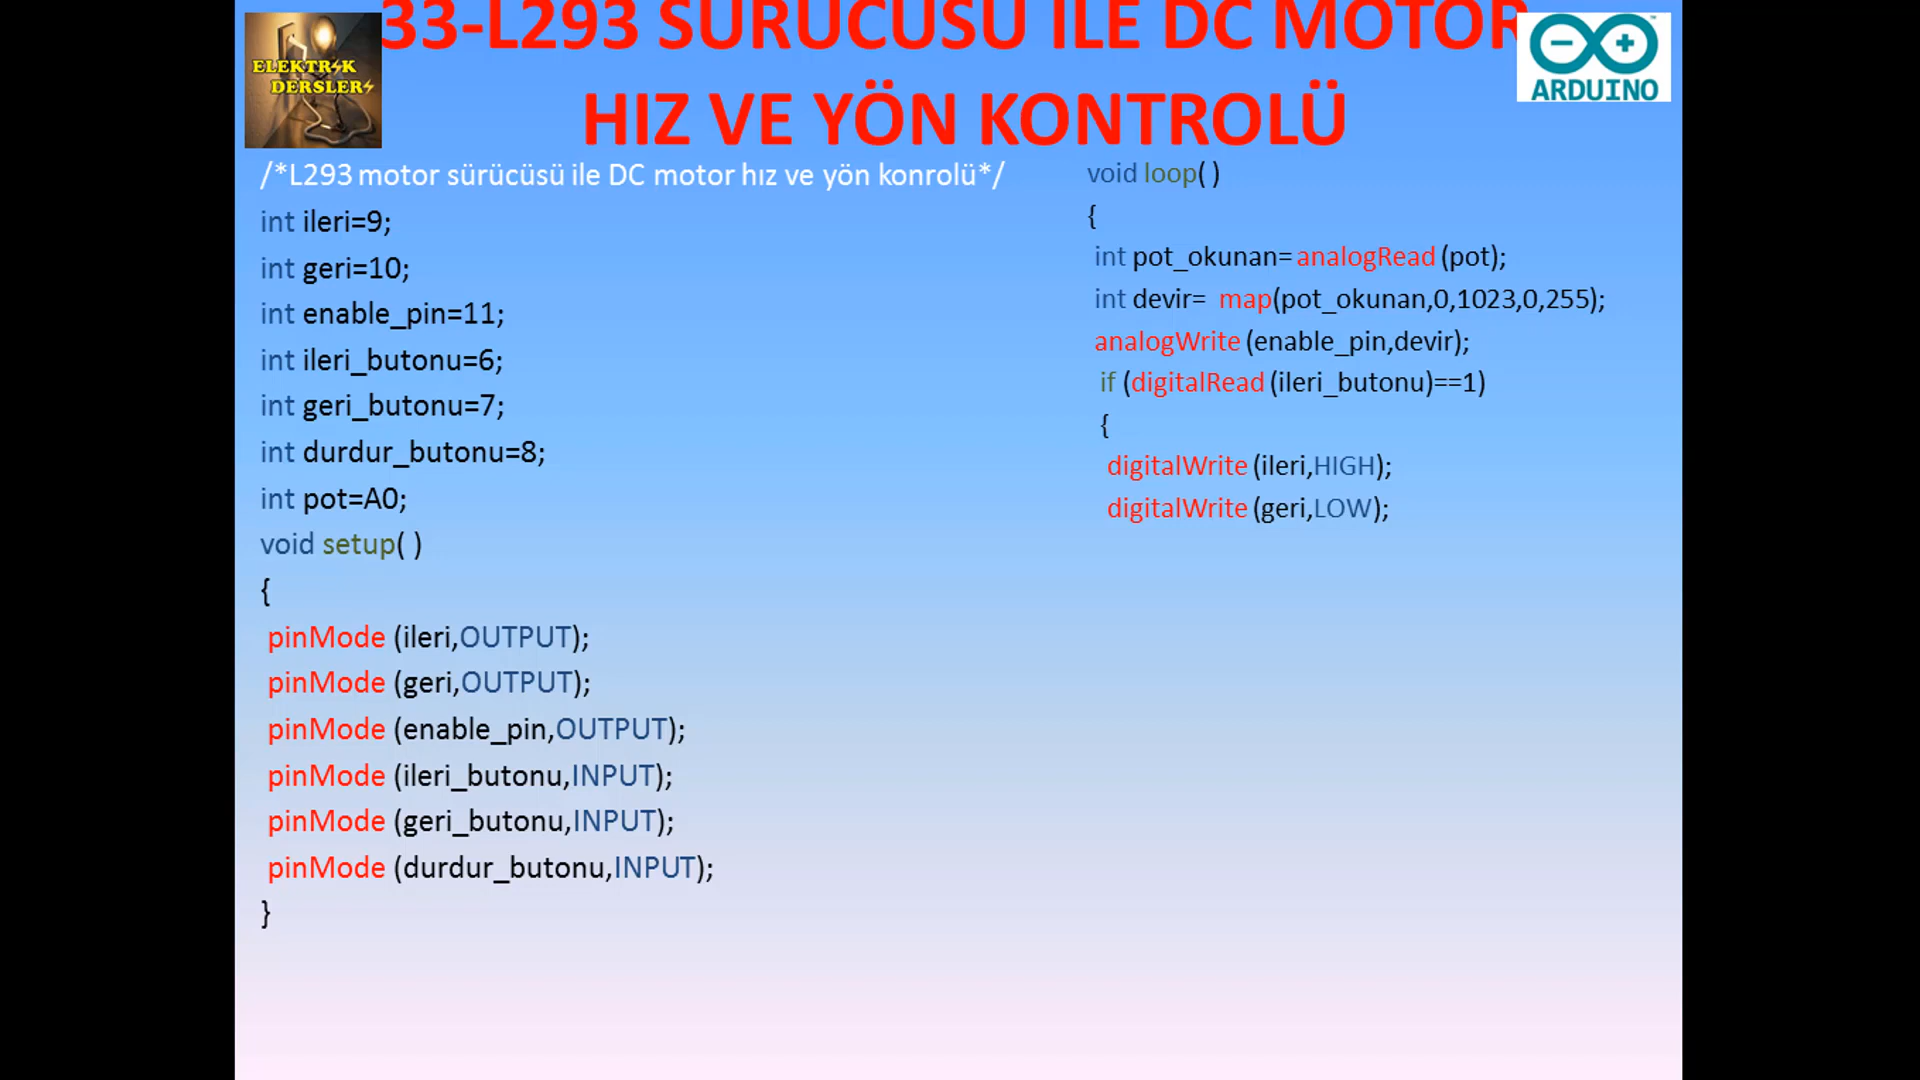 33-L293 SÜRÜCÜSÜ İLE DC MOTOR
HIZ VE YÖN KONTROLÜ
ELEKTRİK
DERSLERİ
ARDUINO
/*L293 motor sürücüsü ile DC motor hız ve yön konrolü*/
int ileri=9;
int geri=10;
int enable_pin=11;
int ileri_butonu=6;
int geri_butonu=7;
int durdur_butonu=8;
int pot=A0;
void setup( )
{
pinMode (ileri,OUTPUT);
pinMode (geri,OUTPUT);
pinMode (enable_pin,OUTPUT);
pinMode (ileri_butonu,INPUT);
pinMode (geri_butonu,INPUT);
pinMode (durdur_butonu,INPUT);
}
void loop( )
{
int pot_okunan= analogRead (pot);
int devir=  map(pot_okunan,0,1023,0,255);
analogWrite (enable_pin,devir);
if (digitalRead (ileri_butonu)==1)
{
digitalWrite (ileri,HIGH);
digitalWrite (geri,LOW);